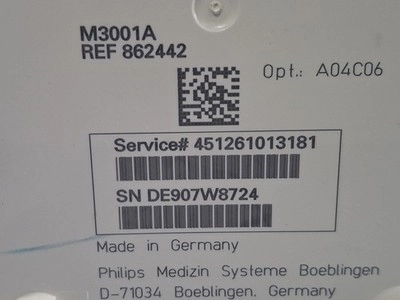 M3001A
REF 862442
Opt.: A04C06
Service# 451261013181
SN DE907W8724
Made in Germany
Philips Medizin Systeme Boeblingen
D-71034 Boeblingen, Germany